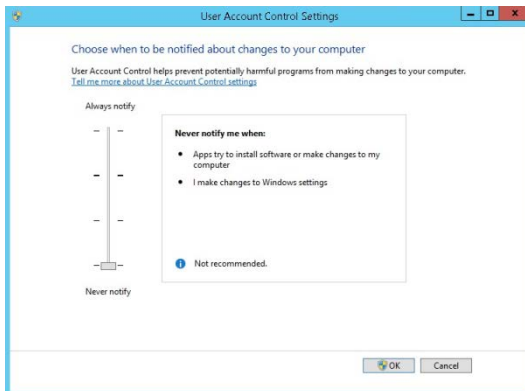 User Account Control Settings
Choose when to be notified about changes to your computer
User Account Control helps prevent potentially harmful programs from making changes to your computer.
Tell me more about User Account Control settings
Always notify
Never notify me when:
• Apps try to install software or make changes to my
computer
• I make changes to Windows settings
Not recommended.
Never notify
OK
Cancel